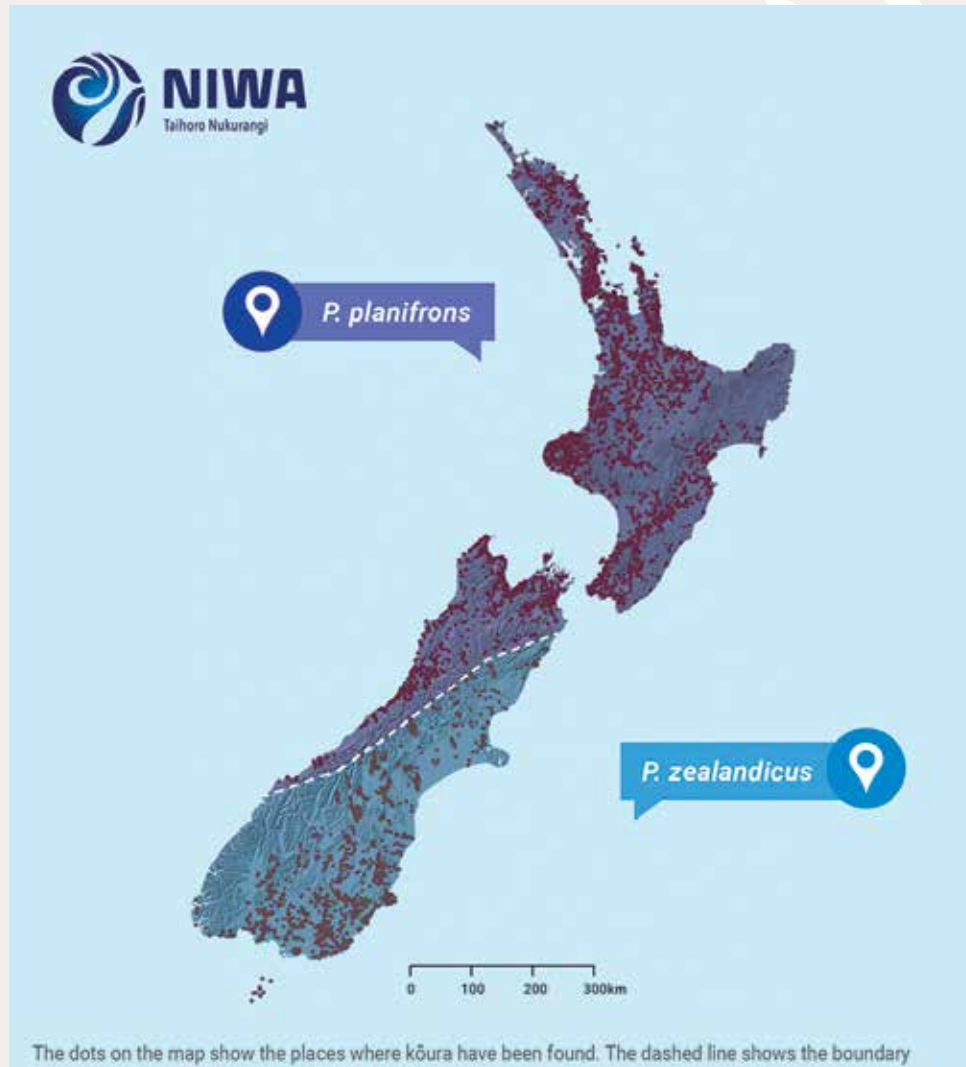 NIWA
Taihoro Nukurangi
P. planifrons
P. zealandicus
0 100 200 300km
The dots on the map show the places where kōura have been found. The dashed line shows the boundary